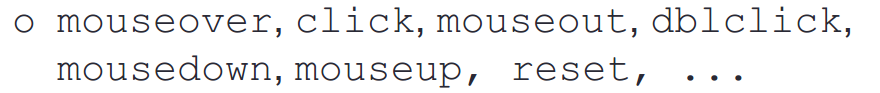 o mouseover, click, mouseout, dblclick,
mousedown, mouseup, reset, ...